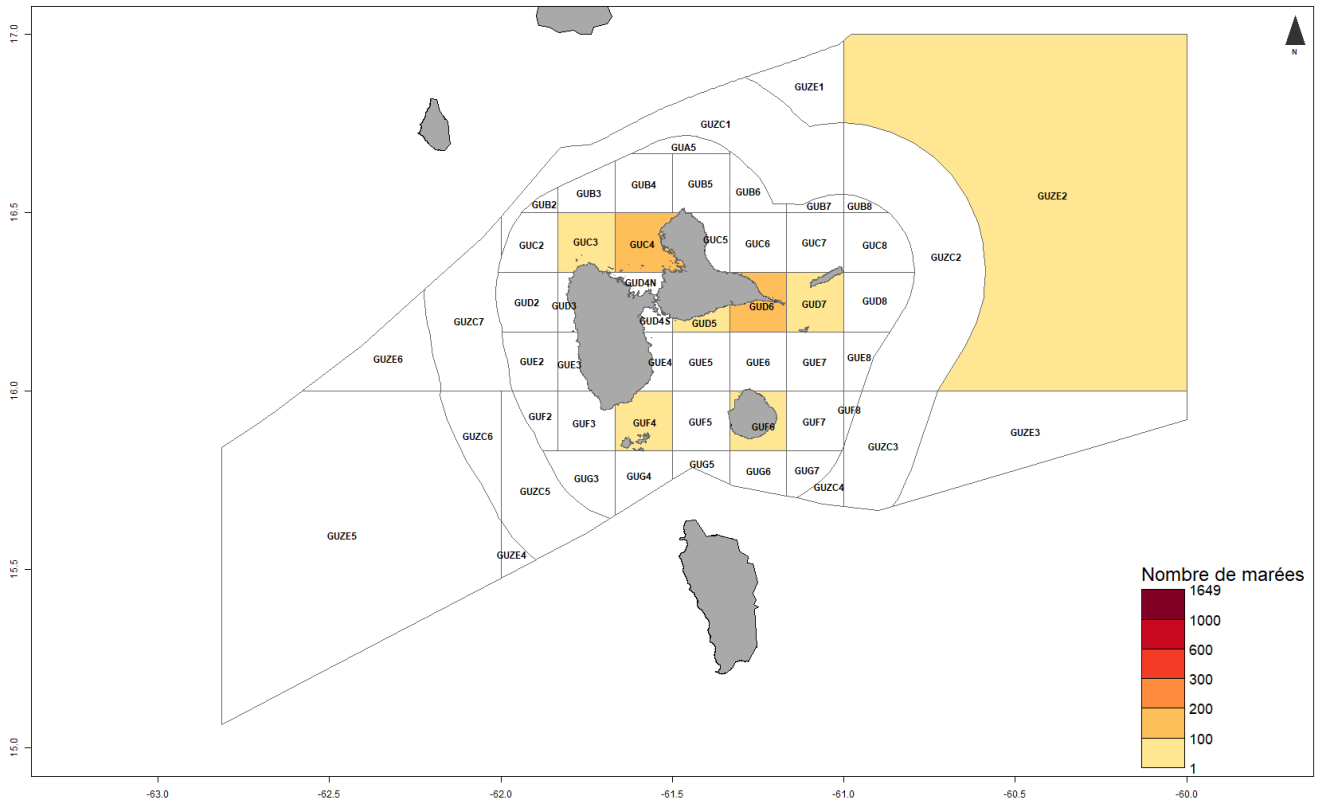 17.0
N
GUZE1
GUZC1
GUA5
GUZE2
GUB4
GUB5
GUB3
GUB6
GUB2
GUB7
GUB8
16.5
GUC2
GUC3
GUC4
GUC5
GUC6
GUC7
GUC8
GUZC2
GUD4N
GUD2
GUD3
GUD6
GUD7
GUD8
GUZC7
GUD4S
GUD5
GUZE6
GUE2
GUE3
GUE4
GUE5
GUE6
GUE7
GUE8
16.0
GUF2
GUF3
GUF4
GUF5
GUF6
GUF7
GUF8
GUZC6
GUZC3
GUZE3
GUG5
GUG3
GUG4
GUG6
GUG7
GUZC5
GUZC4
GUZE5
GUZE4
15.5
Nombre de marées
1649
1000
600
300
200
100
1
15.0
-63.0 -62.5 -62.0 -61.5 -61.0 -60.5 -60.0